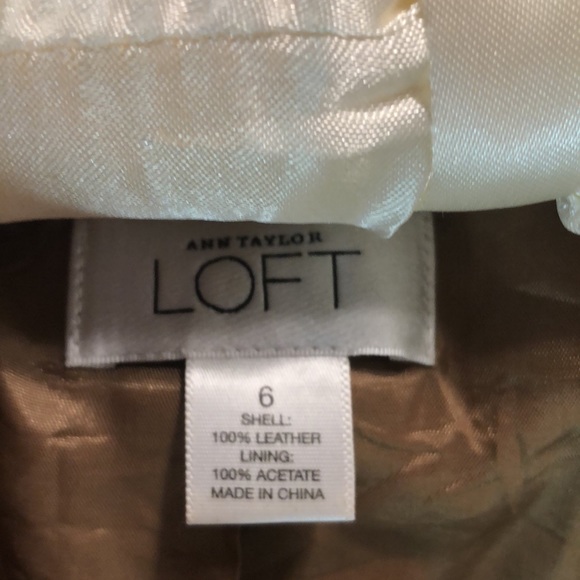 ANN TAYLOR
LOFT
6
SHELL:
100% LEATHER
LINING:
100% ACETATE
MADE IN CHINA